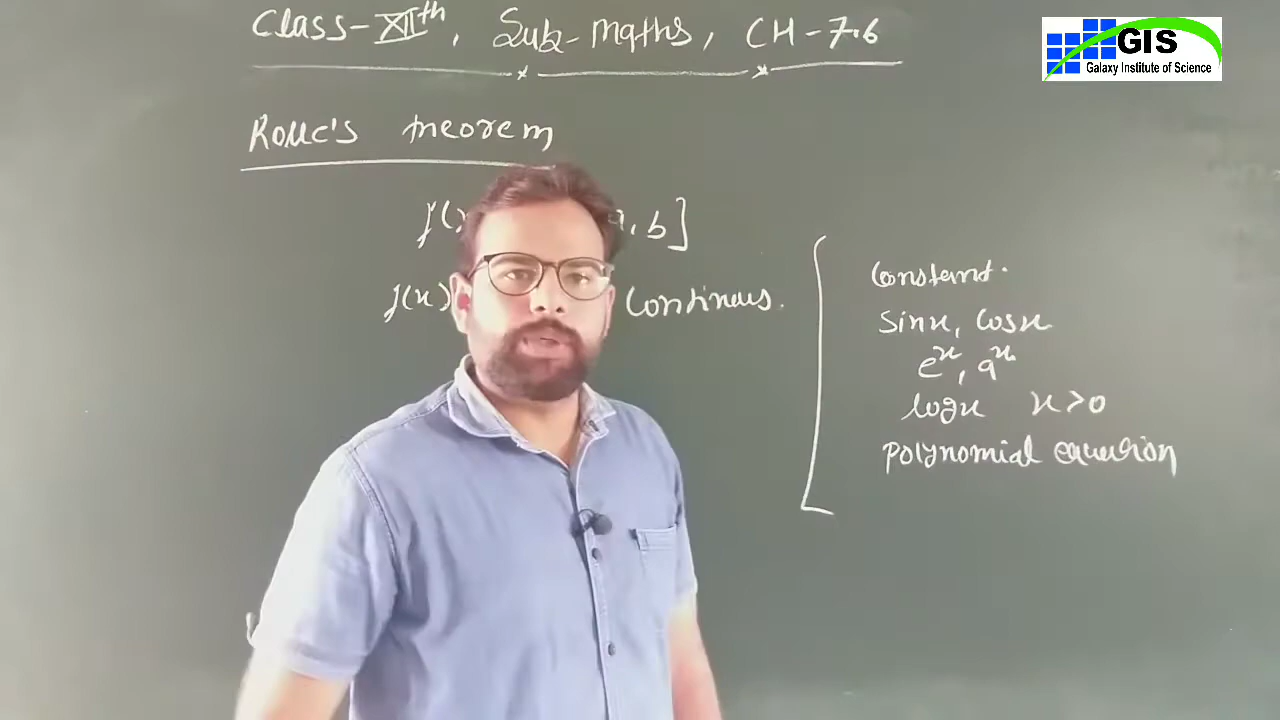 Class-XIIth, Sub-Maths, CH-7.6
GIS
Galaxy Institute of Science
Rolle's theorem
f(x , b]
f(x) continous.
Constant.
sinx, cosx
e^x, a^x
logx x>0
polynomial equation